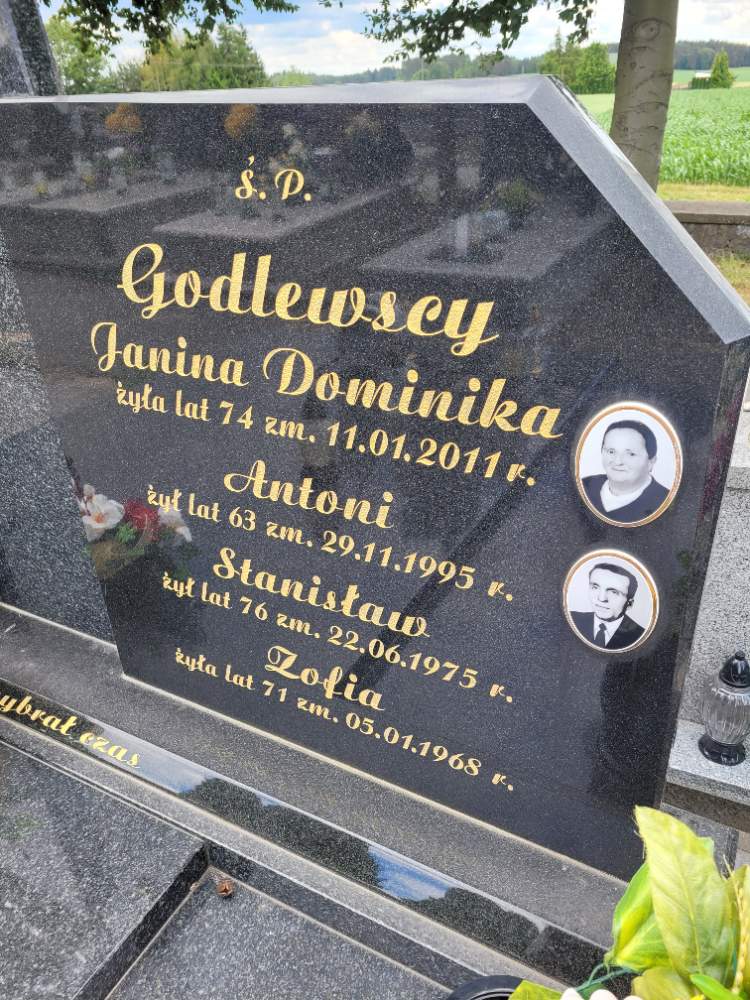 Ś. P.
Godlewscy
Janina Dominika
żyła lat 74 zm. 11.01.2011 r.
Antoni
żył lat 63 zm. 29.11.1995 r.
Stanisław
żył lat 76 zm. 22.06.1975 r.
Zofia
żyła lat 71 zm. 05.01.1968 r.
ybrał czas